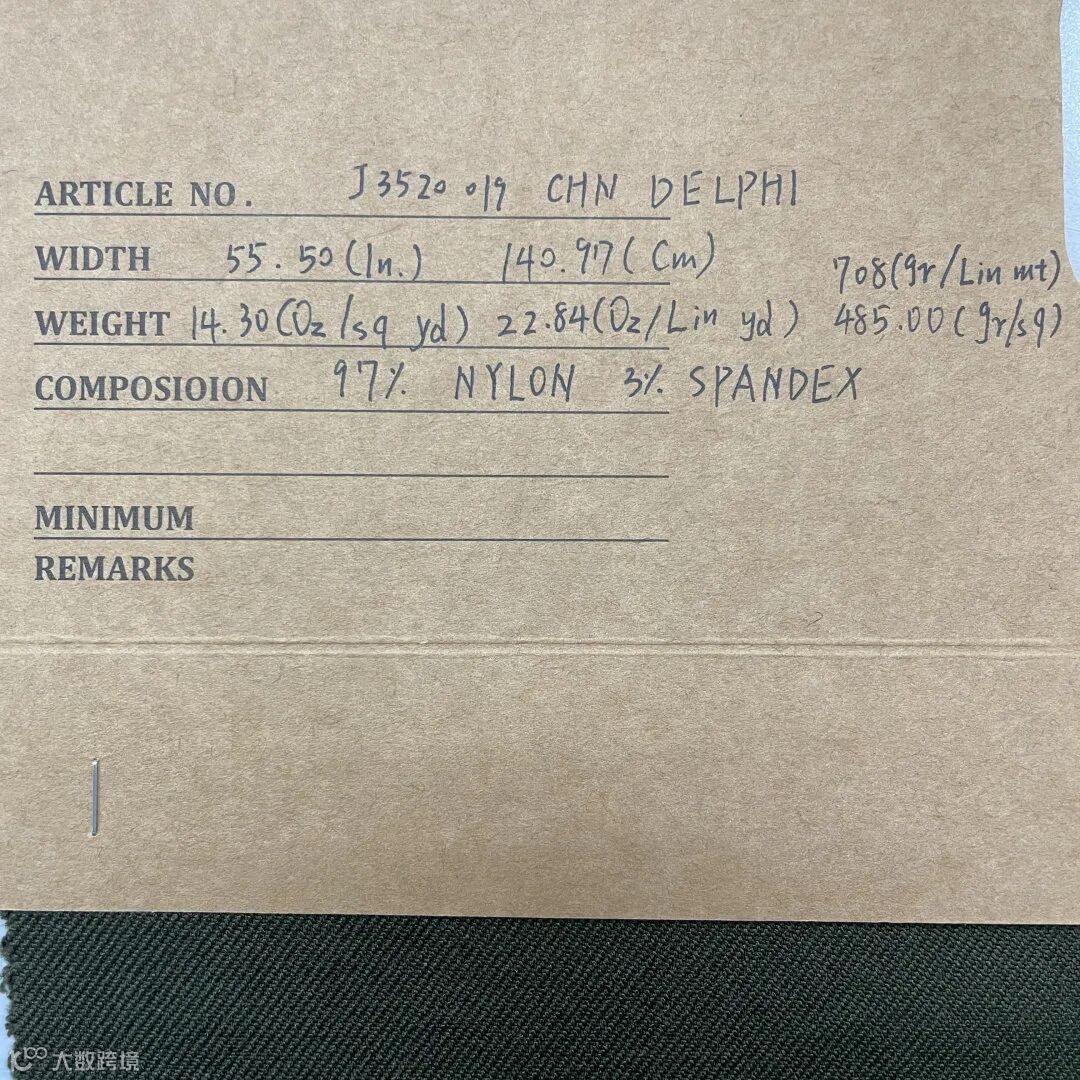 ARTICLE NO. J3520 019 CHN DELPHI
WIDTH 55.50(In.) 140.97(Cm)
708(gr/Lin mt)
WEIGHT 14.30(Oz/sq yd) 22.84(Oz/Lin yd) 485.00(gr/sq)
COMPOSIOION 97% NYLON 3% SPANDEX
MINIMUM
REMARKS
大数跨境